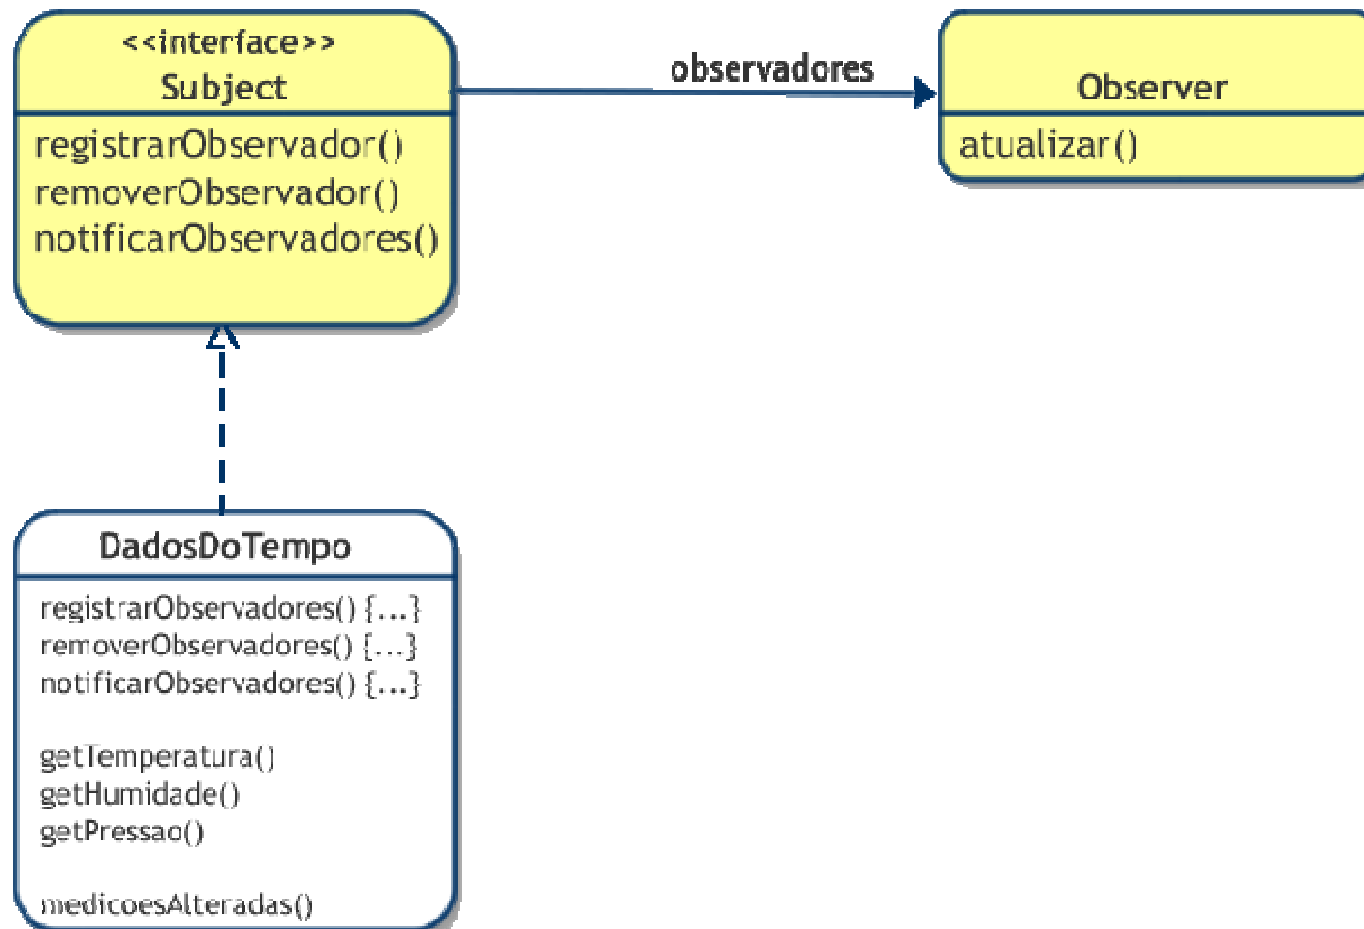 <<interface>>
Subject
registrarObservador()
removerObservador()
notificarObservadores()
observadores
Observer
atualizar()
DadosDoTempo
registrarObservadores() {...}
removerObservadores() {...}
notificarObservadores() {...}
getTemperatura()
getHumidade()
getPressao()
medicoesAlteradas()